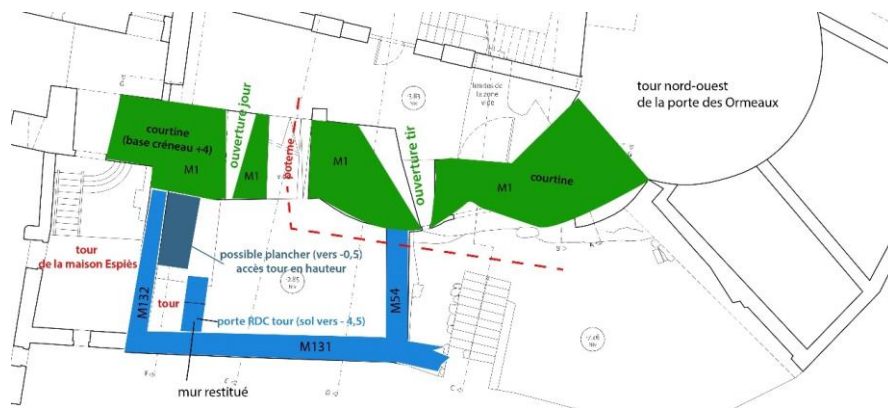 tour nord-ouest
de la porte des Ormeaux
courtine
(base créneau +4)
M1
ouverture jour
M1
poterne
M1
ouverture tir
M1
courtine
tour
de la maison Espiès
possible plancher (vers -0,5)
accès tour en hauteur
M132
tour
porte RDC tour (sol vers - 4,5)
M54
M131
mur restitué